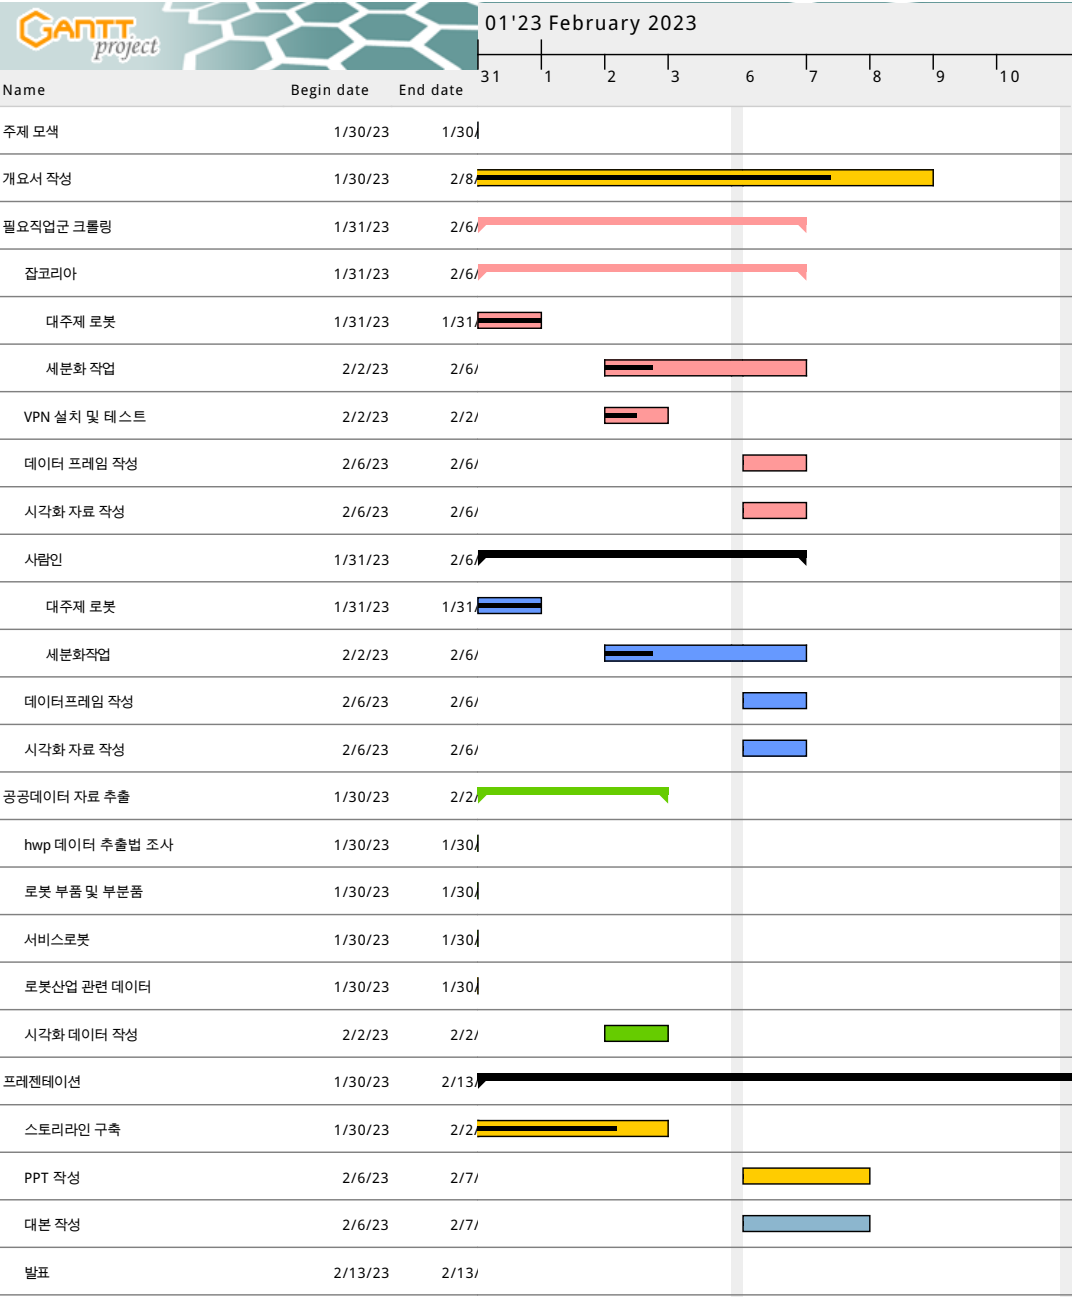 GANTT
project
01'23 February 2023
31 1 2 3 6 7 8 9 10
Name Begin date End date
주제 모색 1/30/23 1/30/
개요서 작성 1/30/23 2/8/
필요직업군 크롤링 1/31/23 2/6/
잡코리아 1/31/23 2/6/
대주제 로봇 1/31/23 1/31/
세분화 작업 2/2/23 2/6/
VPN 설치 및 테스트 2/2/23 2/2/
데이터 프레임 작성 2/6/23 2/6/
시각화 자료 작성 2/6/23 2/6/
사람인 1/31/23 2/6/
대주제 로봇 1/31/23 1/31/
세분화작업 2/2/23 2/6/
데이터프레임 작성 2/6/23 2/6/
시각화 자료 작성 2/6/23 2/6/
공공데이터 자료 추출 1/30/23 2/2/
hwp 데이터 추출법 조사 1/30/23 1/30/
로봇 부품 및 부분품 1/30/23 1/30/
서비스로봇 1/30/23 1/30/
로봇산업 관련 데이터 1/30/23 1/30/
시각화 데이터 작성 2/2/23 2/2/
프레젠테이션 1/30/23 2/13/
스토리라인 구축 1/30/23 2/2/
PPT 작성 2/6/23 2/7/
대본 작성 2/6/23 2/7/
발표 2/13/23 2/13/